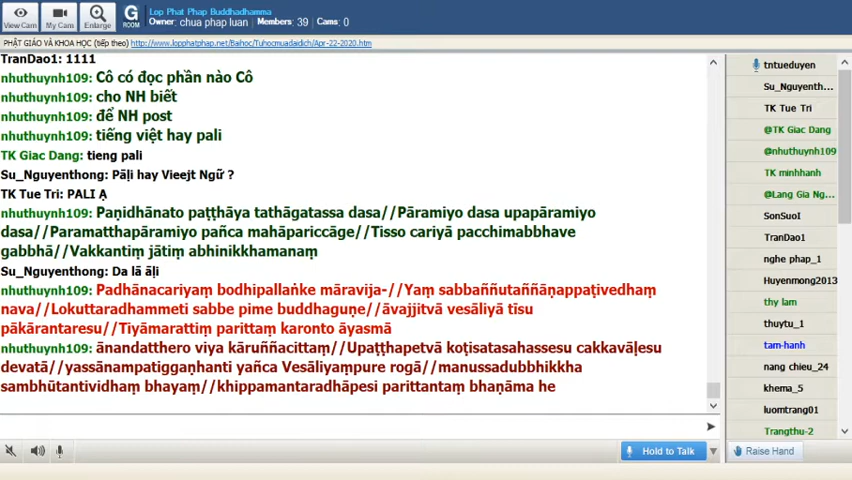 View Cam
My Cam
Enlarge
G
ROOM
Lop Phat Phap Buddhadhamma
Owner: chua phap luan Members: 39 Cams: 0
PHẬT GIÁO VÀ KHOA HỌC (tiếp theo) http://www.lopphatphap.net/Baihoc/Tuhocmuadaidich/Apr-22-2020.htm
TranDao1: 1111
nhuthuynh109: Cô có đọc phần nào Cô
nhuthuynh109: cho NH biết
nhuthuynh109: để NH post
nhuthuynh109: tiếng việt hay pali
TK Giac Dang: tieng pali
Su_Nguyenthong: Pāḷi hay Vieejt Ngữ ?
TK Tue Tri: PALI Ạ
nhuthuynh109: Paṇidhānato paṭṭhāya tathāgatassa dasa//Pāramiyo dasa upapāramiyo
dasa//Paramatthapāramiyo pañca mahāpariccāge//Tisso cariyā pacchimabbhave
gabbhā//Vakkantiṃ jātiṃ abhinikkhamanaṃ
Su_Nguyenthong: Da lā āḷi
nhuthuynh109: Padhānacariyaṃ bodhipallaṅke māravija-//Yaṃ sabbaññutaññāṇappaṭivedhaṃ
nava//Lokuttaradhammeti sabbe pime buddhaguṇe//āvajjitvā vesāliyā tīsu
pākārantaresu//Tiyāmarattiṃ parittaṃ karonto āyasmā
nhuthuynh109: ānandatthero viya kāruññacittaṃ//Upaṭṭhapetvā koṭisatasahassesu cakkavāḷesu
devatā//yassānampatiggaṇhanti yañca Vesāliyaṃpure rogā//manussadubbhikkha
sambhūtantividhaṃ bhayaṃ//khippamantaradhāpesi parittantaṃ bhaṇāma he
Hold to Talk
tntueduyen
Su_Nguyenth...
TK Tue Tri
@TK Giac Dang
@nhuthuynh109
TK minhhanh
@Lang Gia Ng...
SonSuoI
TranDao1
nghe phap_1
Huyenmong2013
thy lam
thuytu_1
tam-hanh
nang chieu_24
khema_5
luomtrang01
Trangthu-2
Raise Hand